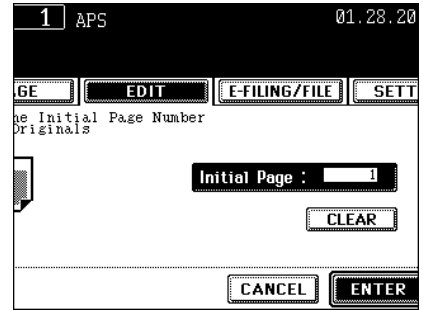 1 APS 01.28.20
GE EDIT E-FILING/FILE SETT
he Initial Page Number
Originals
Initial Page : 1
CLEAR
CANCEL ENTER